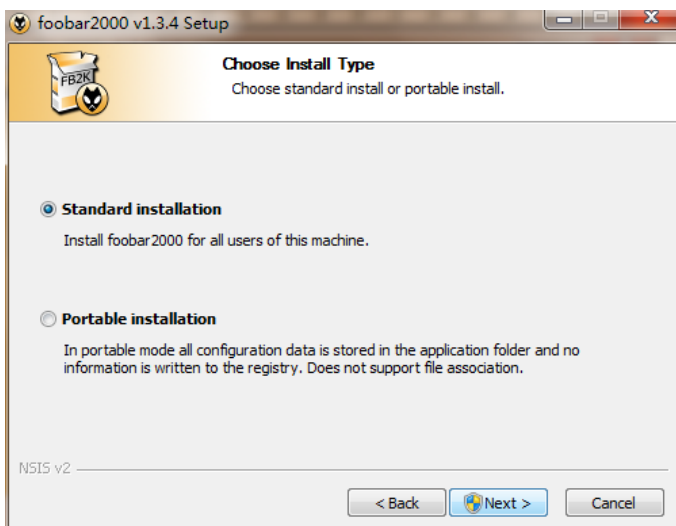 foobar2000 v1.3.4 Setup
FB2K
Choose Install Type
Choose standard install or portable install.
Standard installation
Install foobar2000 for all users of this machine.
Portable installation
In portable mode all configuration data is stored in the application folder and no
information is written to the registry. Does not support file association.
NSIS v2
< Back
Next >
Cancel